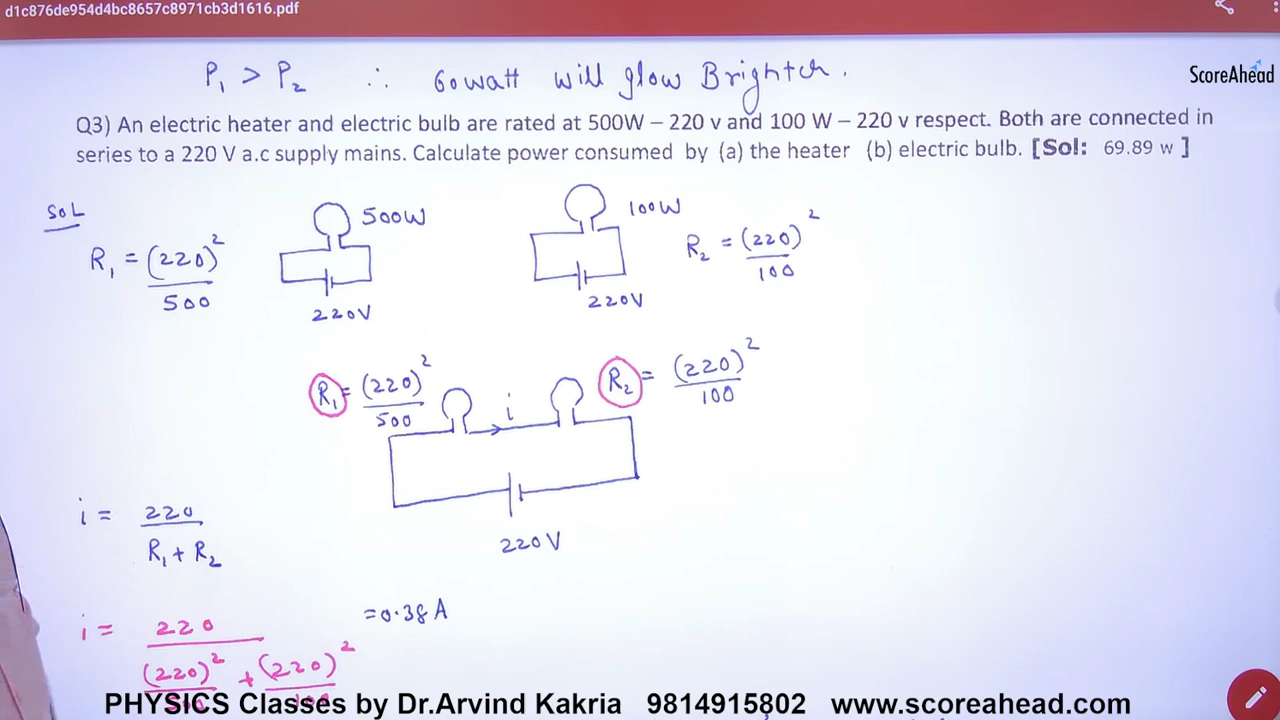 d1c876de954d4bc8657c8971cb3d1616.pdf
P₁ > P₂ ∴ 60 watt will glow Brighter.
ScoreAhead
Q3) An electric heater and electric bulb are rated at 500W – 220 v and 100 W – 220 v respect. Both are connected in
series to a 220 V a.c supply mains. Calculate power consumed by (a) the heater (b) electric bulb. [Sol: 69.89 w ]
Sol
500W
100W
R₁ = (220)² / 500
R₂ = (220)² / 100
220V
220V
R₁ = (220)² / 500
i
R₂ = (220)² / 100
i = 220 / R₁ + R₂
220V
i = 220 / (220)² + (220)² / 100
= 0.38 A
PHYSICS Classes by Dr.Arvind Kakria 9814915802 www.scoreahead.com